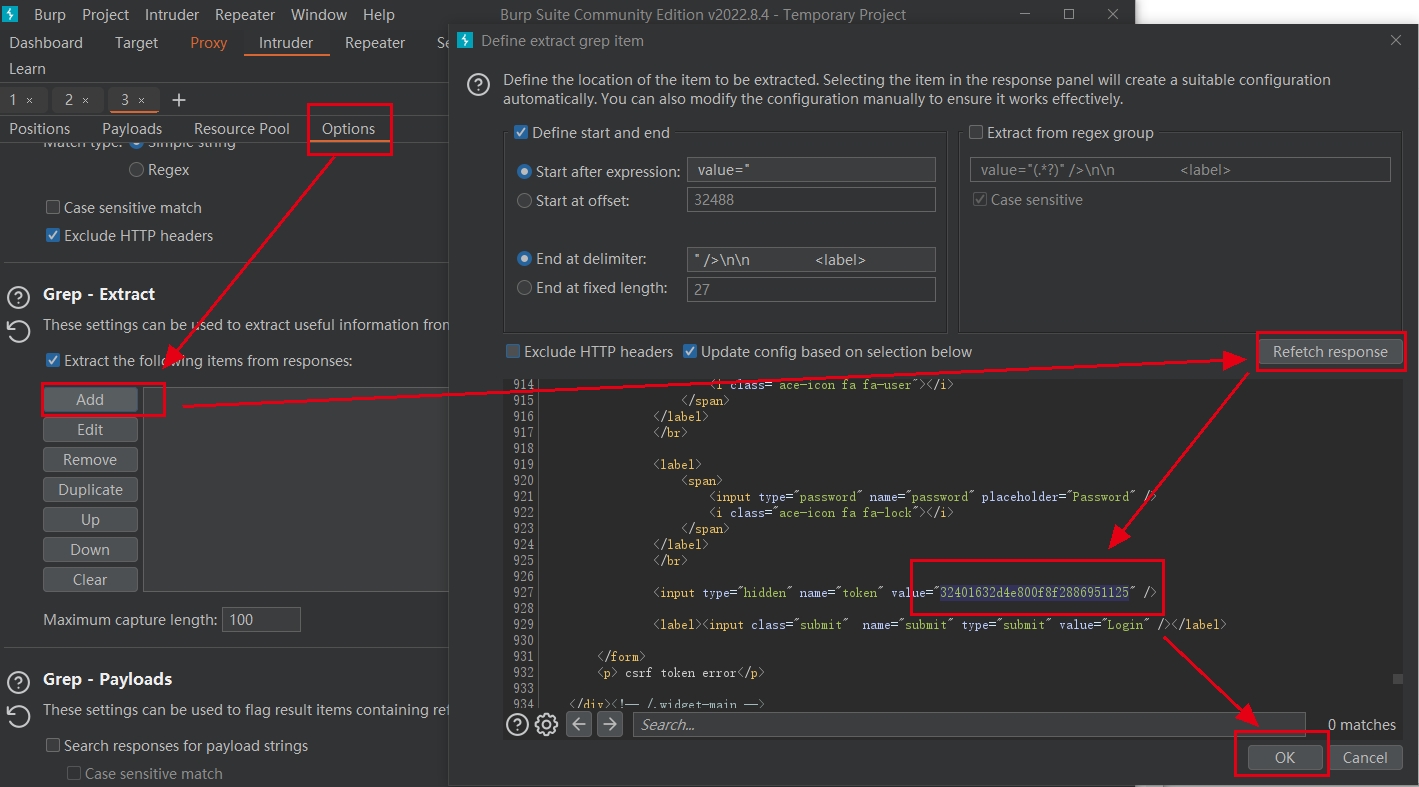 Burp Project Intruder Repeater Window Help Burp Suite Community Edition v2022.8.4 - Temporary Project
Dashboard Target Proxy Intruder Repeater Se
Learn
1 × 2 × 3 × +
Positions Payloads Resource Pool Options
Match type: Simple string
Regex
Case sensitive match
Exclude HTTP headers
Grep - Extract
These settings can be used to extract useful information from
Extract the following items from responses:
Add
Edit
Remove
Duplicate
Up
Down
Clear
Maximum capture length: 100
Grep - Payloads
These settings can be used to flag result items containing ref
Search responses for payload strings
Case sensitive match
Define extract grep item
Define the location of the item to be extracted. Selecting the item in the response panel will create a suitable configuration
automatically. You can also modify the configuration manually to ensure it works effectively.
Define start and end
Start after expression: value="
Start at offset: 32488
End at delimiter: " />\n\n <label>
End at fixed length: 27
Extract from regex group
value="(.*?)" />\n\n <label>
Case sensitive
Exclude HTTP headers Update config based on selection below Refetch response
914 <i class="ace-icon fa fa-user"></i>
915 </span>
916 </label>
917 </br>
918
919 <label>
920 <span>
921 <input type="password" name="password" placeholder="Password" />
922 <i class="ace-icon fa fa-lock"></i>
923 </span>
924 </label>
925 </br>
926
927 <input type="hidden" name="token" value="32401632d4e800f8f2886951125" />
928
929 <label><input class="submit" name="submit" type="submit" value="Login" /></label>
930
931 </form>
932 <p> csrf token error</p>
933
934 </div><!-- /.widget-main -->
Search... 0 matches
OK Cancel